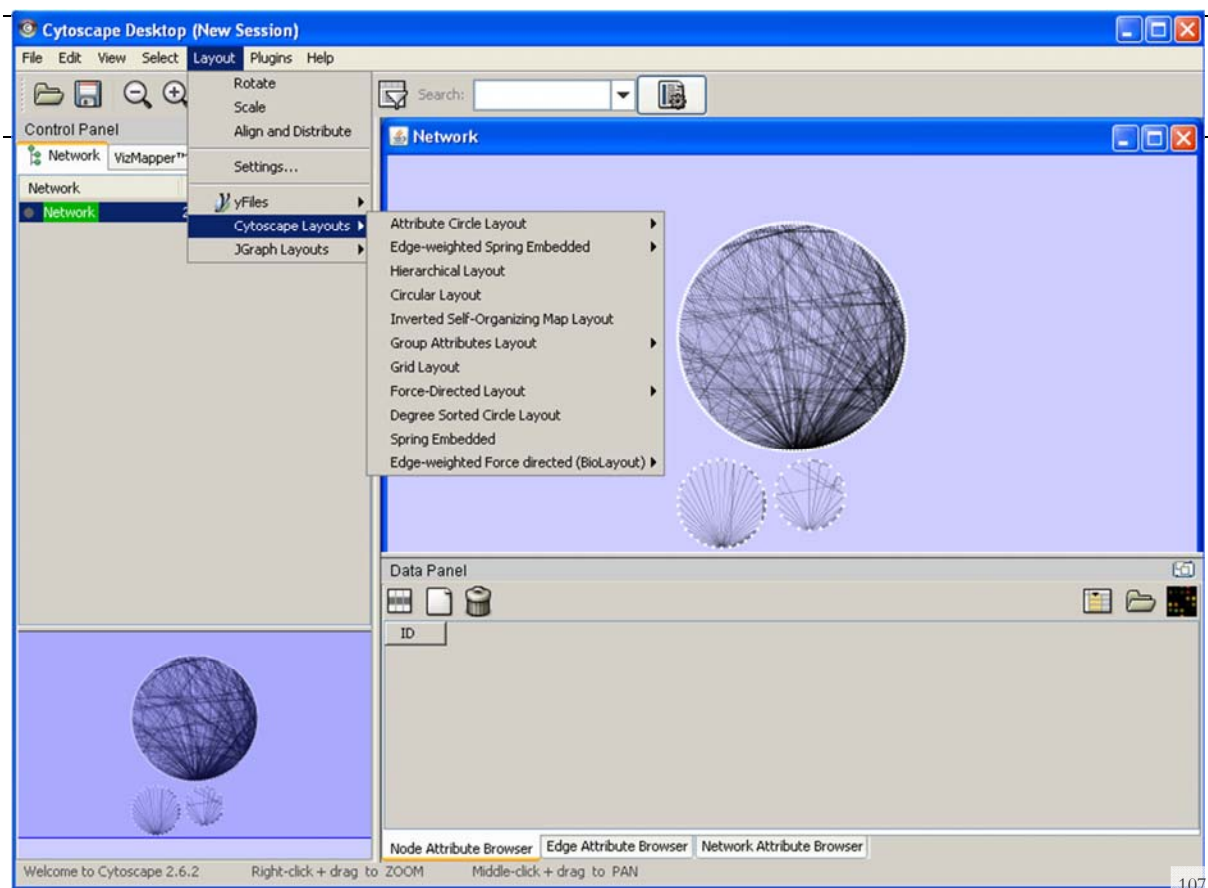 Cytoscape Desktop (New Session)
File Edit View Select Layout Plugins Help
Rotate
Scale
Align and Distribute
Settings...
yFiles
Cytoscape Layouts
JGraph Layouts
Search:
Control Panel
Network VizMapper™
Network
Network 2
Network
Attribute Circle Layout
Edge-weighted Spring Embedded
Hierarchical Layout
Circular Layout
Inverted Self-Organizing Map Layout
Group Attributes Layout
Grid Layout
Force-Directed Layout
Degree Sorted Circle Layout
Spring Embedded
Edge-weighted Force directed (BioLayout)
Data Panel
ID
Node Attribute Browser Edge Attribute Browser Network Attribute Browser
Welcome to Cytoscape 2.6.2 Right-click + drag to ZOOM Middle-click + drag to PAN
107